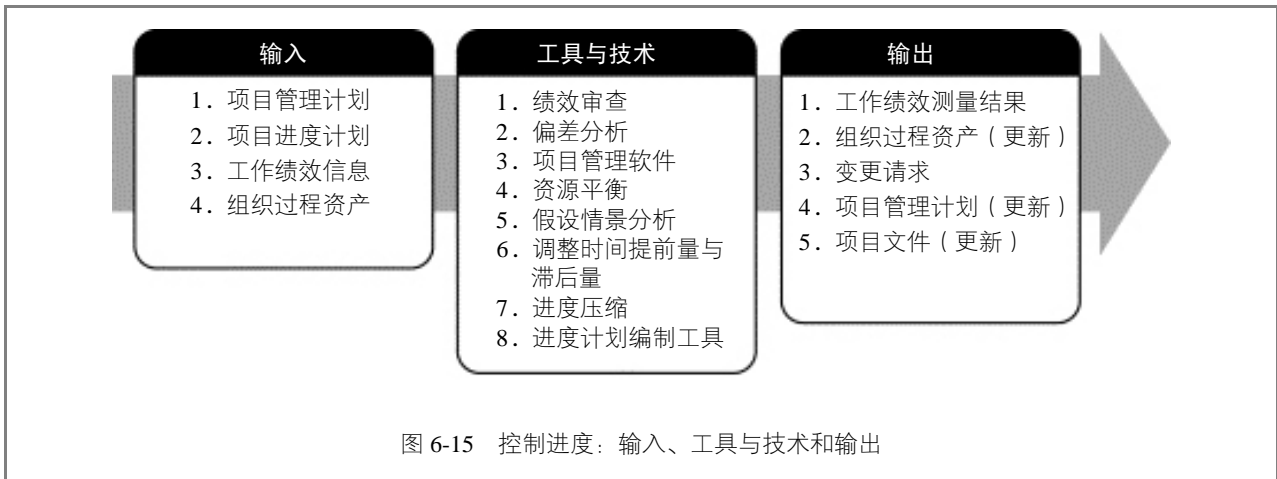 输入
1．项目管理计划
2．项目进度计划
3．工作绩效信息
4．组织过程资产
工具与技术
1．绩效审查
2．偏差分析
3．项目管理软件
4．资源平衡
5．假设情景分析
6．调整时间提前量与
滞后量
7．进度压缩
8．进度计划编制工具
输出
1．工作绩效测量结果
2．组织过程资产（更新）
3．变更请求
4．项目管理计划（更新）
5．项目文件（更新）
图 6-15 控制进度：输入、工具与技术和输出